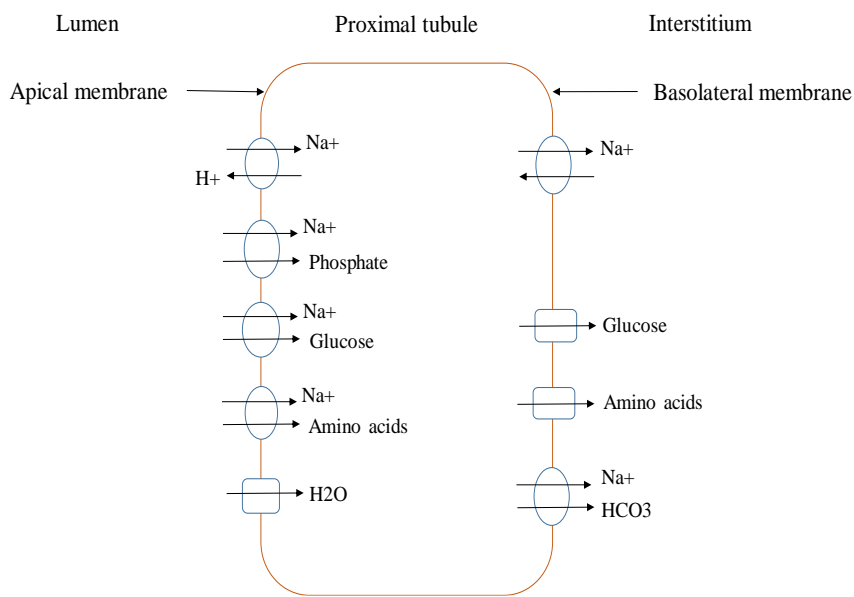 Lumen
Proximal tubule
Interstitium
Apical membrane
Basolateral membrane
Na+
H+
Na+
Na+
Phosphate
Na+
Glucose
Glucose
Na+
Amino acids
Amino acids
H2O
Na+
HCO3